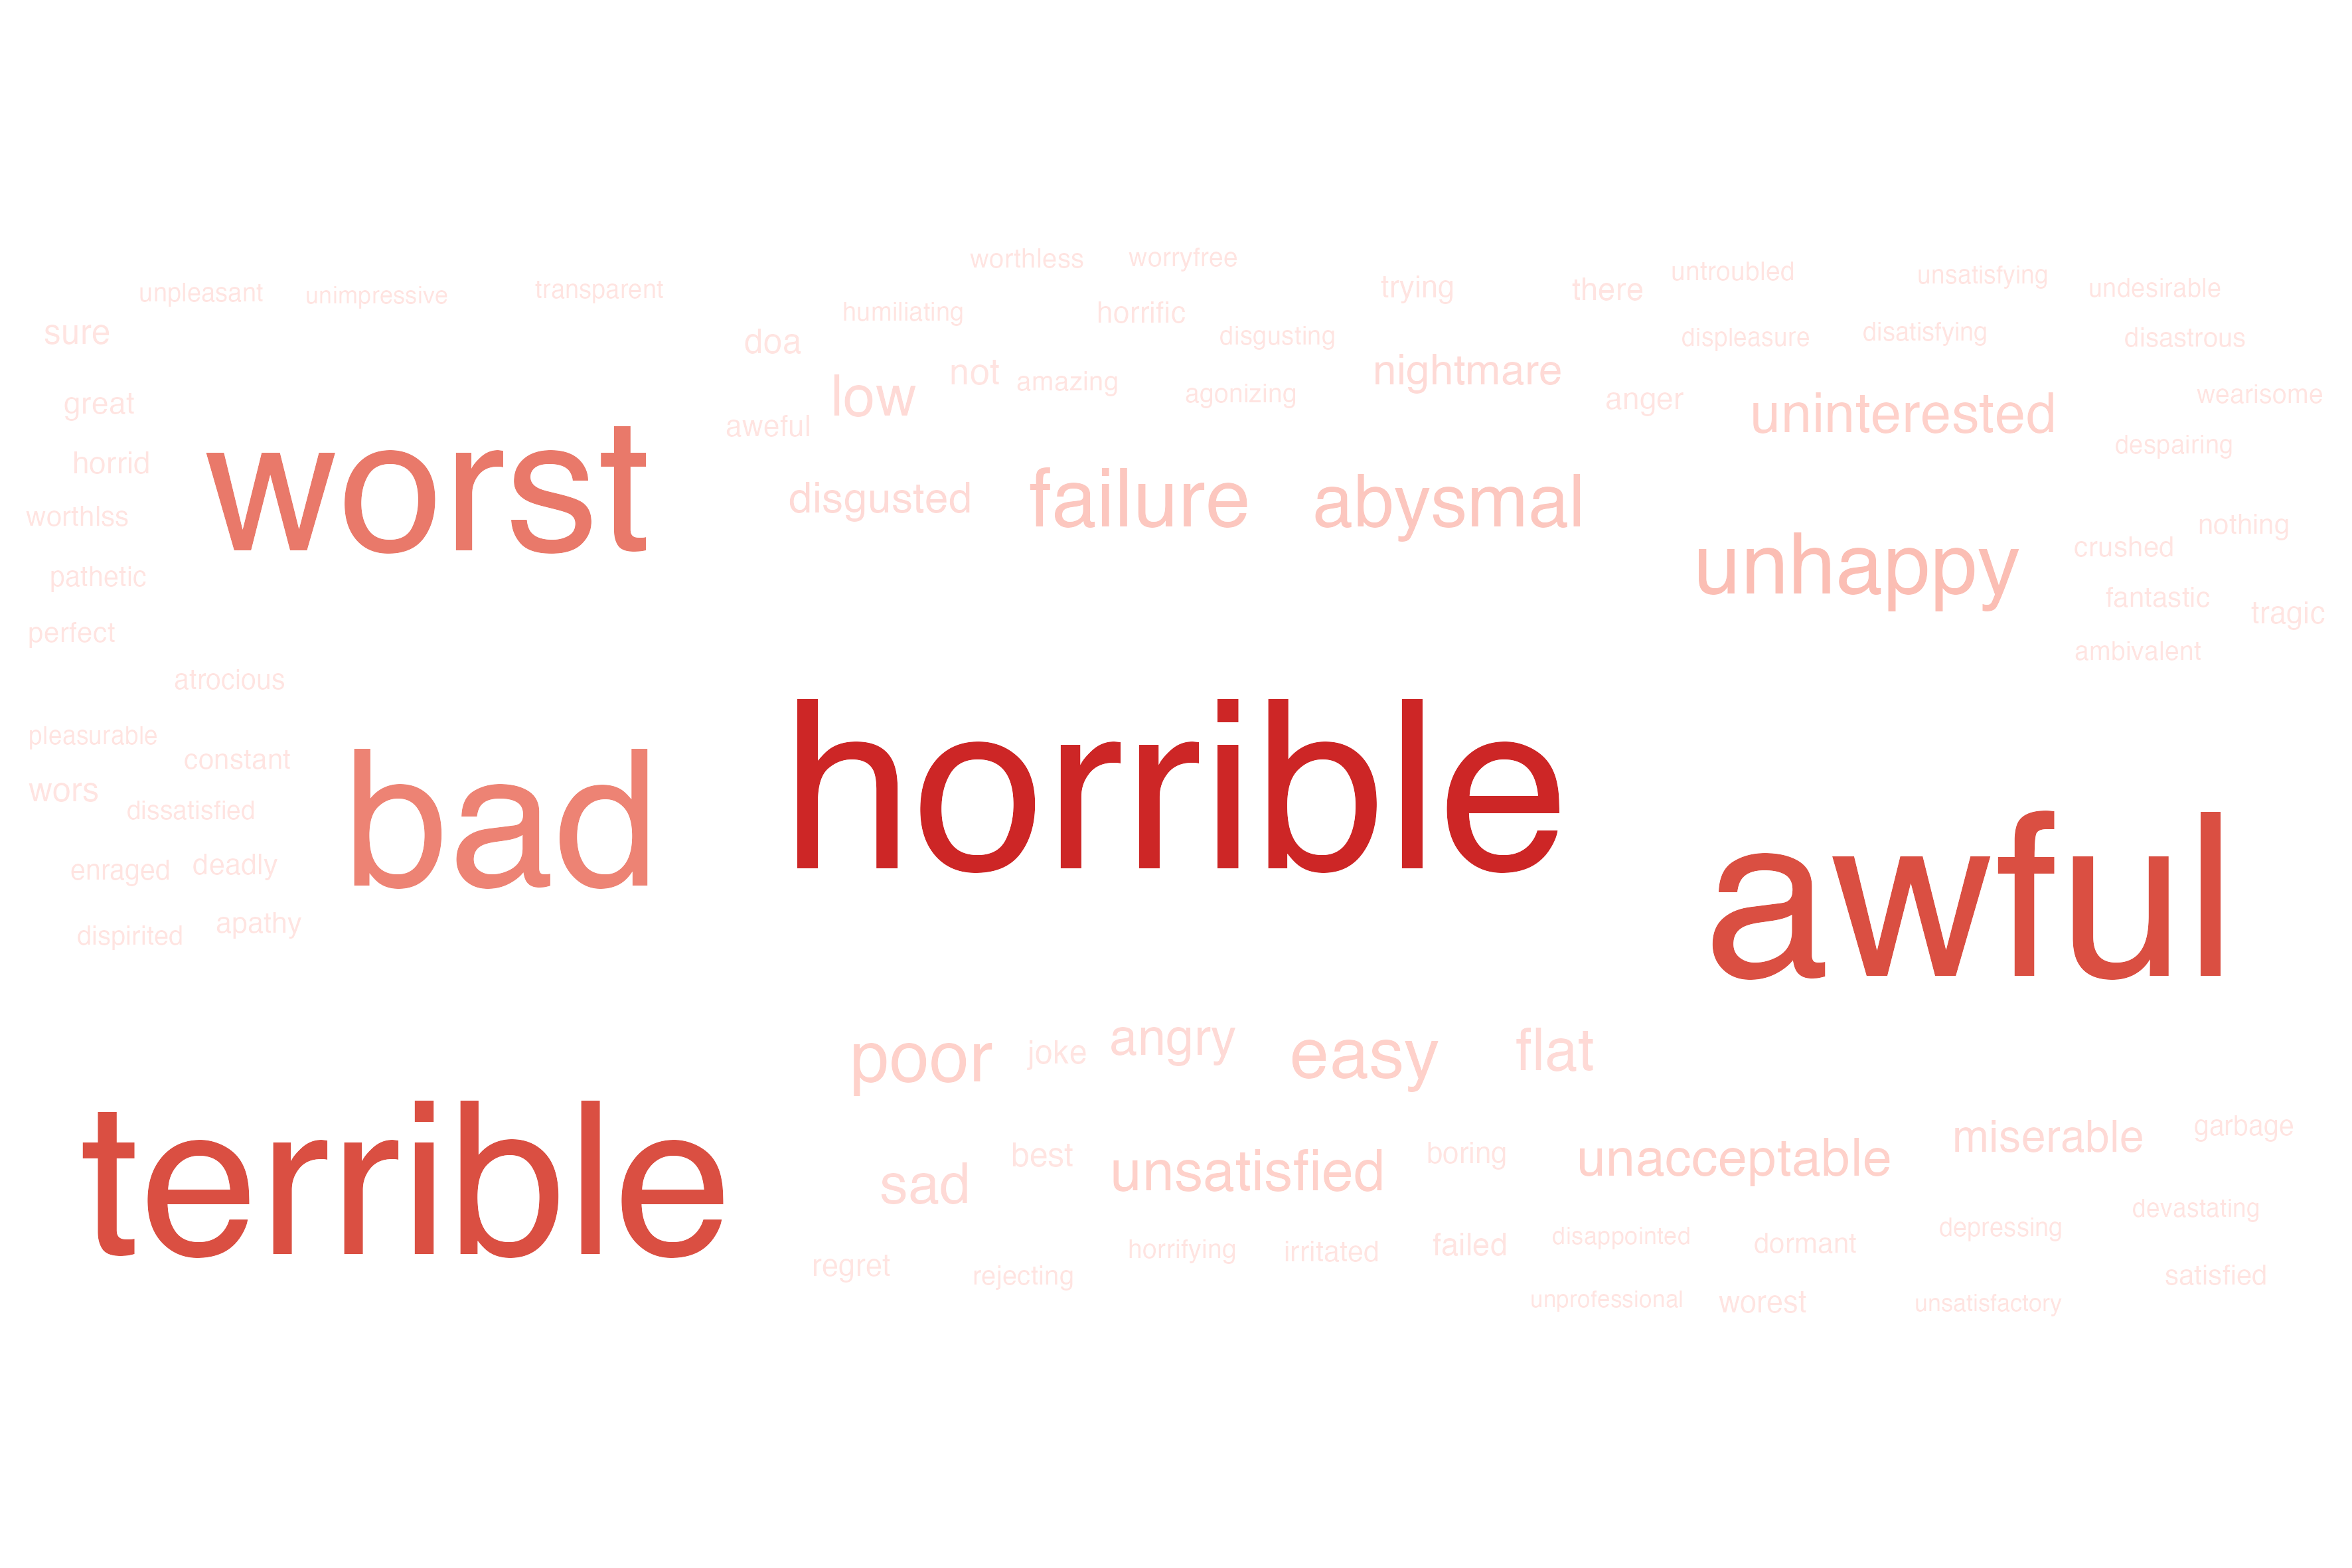 worthless
worryfree
untroubled
unsatisfying
trying
there
undesirable
unpleasant
unimpressive
transparent
humiliating
horrific
sure
doa
disgusting
displeasure
disatisfying
disastrous
not
amazing
nightmare
agonizing
anger
wearisome
great
low
uninterested
aweful
despairing
horrid
worst
disgusted
failure
abysmal
worthlss
nothing
crushed
pathetic
unhappy
fantastic
tragic
perfect
ambivalent
atrocious
pleasurable
constant
wors
dissatisfied
bad
horrible
enraged
deadly
apathy
dispirited
awful
poor
joke
angry
easy
flat
terrible
best
sad
unsatisfied
boring
unacceptable
miserable
garbage
devastating
regret
rejecting
horrifying
irritated
failed
disappointed
dormant
depressing
satisfied
unprofessional
worest
unsatisfactory